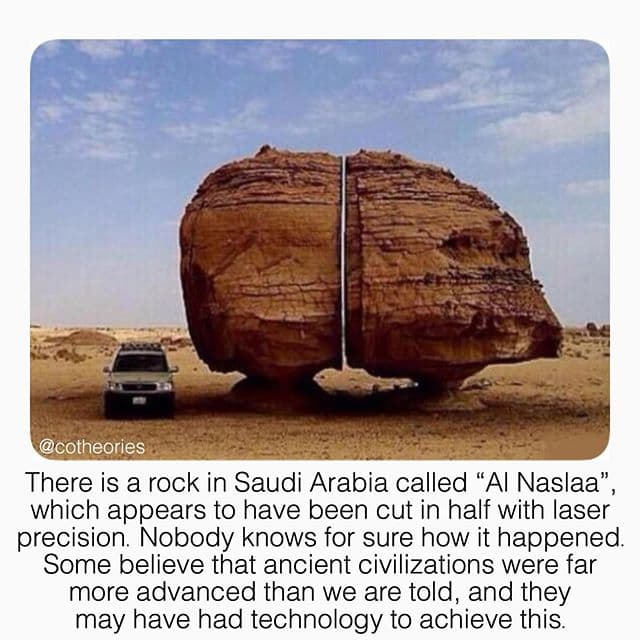 @cotheories
There is a rock in Saudi Arabia called “Al Naslaa”,
which appears to have been cut in half with laser
precision. Nobody knows for sure how it happened.
Some believe that ancient civilizations were far
more advanced than we are told, and they
may have had technology to achieve this.